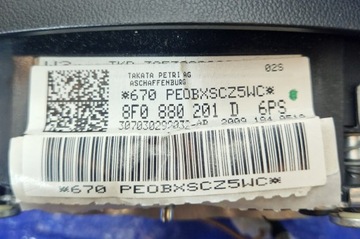 02S
TAKATA PETRI AG
ASCHAFFENBURG
*670 PEOBXSCZ5WC*
8F0 880 201 D 6PS
*670 PEOBXSCZ5WC*